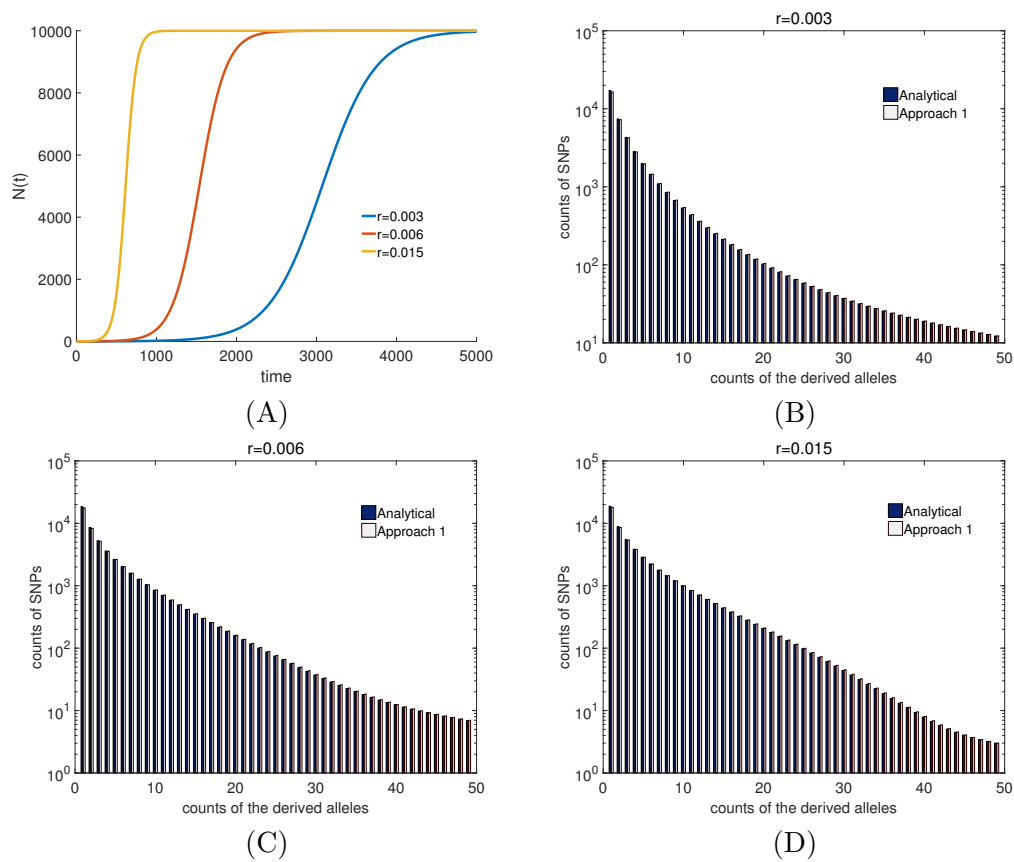 10000
8000
6000
4000
2000
0
N(t)
r=0.003
r=0.006
r=0.015
0 1000 2000 3000 4000 5000
time
(A)
r=0.003
10^5
10^4
10^3
10^2
10^1
counts of SNPs
Analytical
Approach 1
0 10 20 30 40 50
counts of the derived alleles
(B)
r=0.006
10^5
10^4
10^3
10^2
10^1
10^0
counts of SNPs
Analytical
Approach 1
0 10 20 30 40 50
counts of the derived alleles
(C)
r=0.015
10^5
10^4
10^3
10^2
10^1
10^0
counts of SNPs
Analytical
Approach 1
0 10 20 30 40 50
counts of the derived alleles
(D)